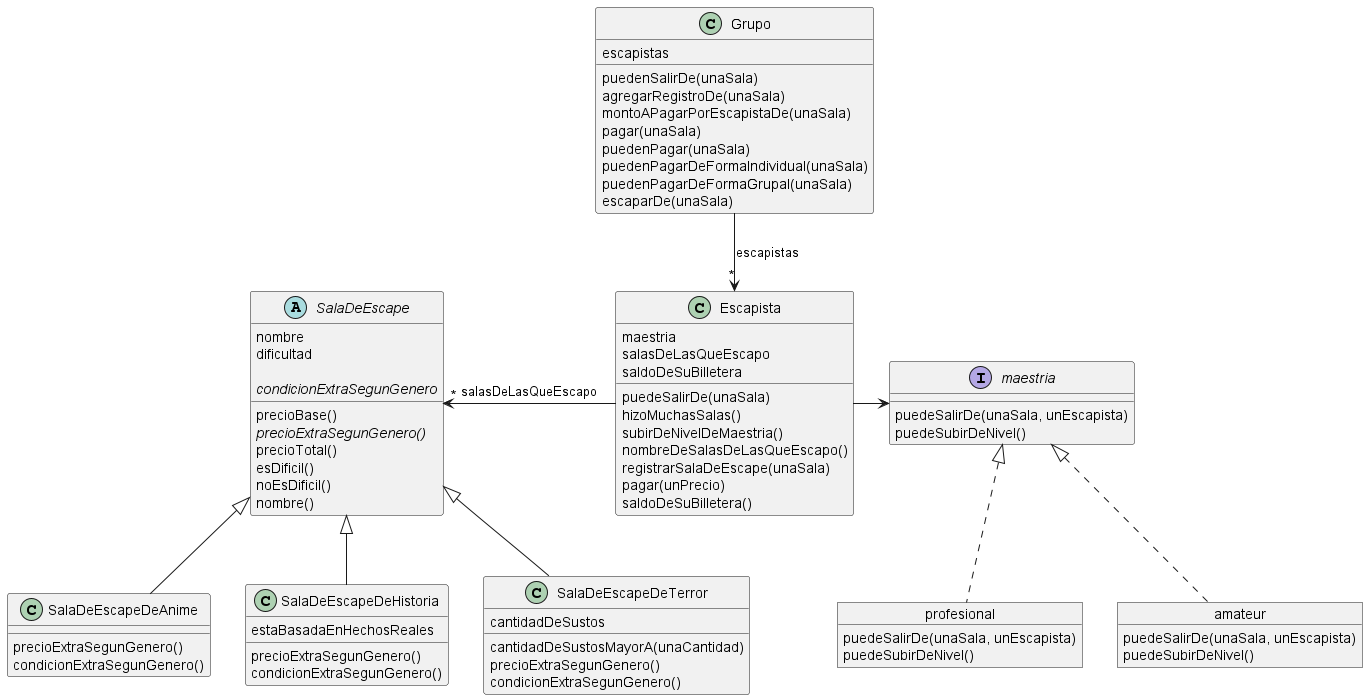 C Grupo
escapistas
puedenSalirDe(unaSala)
agregarRegistroDe(unaSala)
montoAPagarPorEscapistaDe(unaSala)
pagar(unaSala)
puedenPagar(unaSala)
puedenPagarDeFormaIndividual(unaSala)
puedenPagarDeFormaGrupal(unaSala)
escaparDe(unaSala)
escapistas
*
A SalaDeEscape
nombre
dificultad
condicionExtraSegunGenero
precioBase()
precioExtraSegunGenero()
precioTotal()
esDificil()
noEsDificil()
nombre()
* salasDeLasQueEscapo
C Escapista
maestria
salasDeLasQueEscapo
saldoDeSuBilletera
puedeSalirDe(unaSala)
hizoMuchasSalas()
subirDeNivelDeMaestria()
nombreDeSalasDeLasQueEscapo()
registrarSalaDeEscape(unaSala)
pagar(unPrecio)
saldoDeSuBilletera()
I maestria
puedeSalirDe(unaSala, unEscapista)
puedeSubirDeNivel()
C SalaDeEscapeDeAnime
precioExtraSegunGenero()
condicionExtraSegunGenero()
C SalaDeEscapeDeHistoria
estaBasadaEnHechosReales
precioExtraSegunGenero()
condicionExtraSegunGenero()
C SalaDeEscapeDeTerror
cantidadDeSustos
cantidadDeSustosMayorA(unaCantidad)
precioExtraSegunGenero()
condicionExtraSegunGenero()
profesional
puedeSalirDe(unaSala, unEscapista)
puedeSubirDeNivel()
amateur
puedeSalirDe(unaSala, unEscapista)
puedeSubirDeNivel()